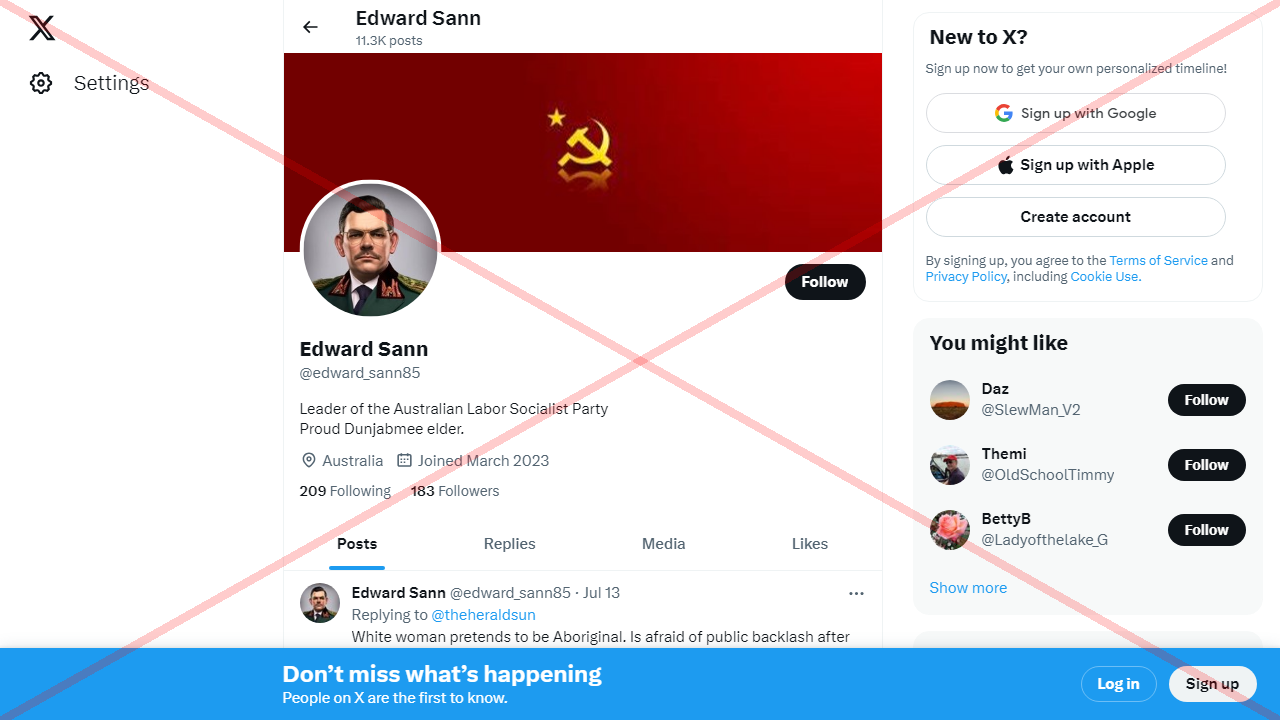 Settings
Edward Sann
11.3K posts
Follow
Edward Sann
@edward_sann85
Leader of the Australian Labor Socialist Party
Proud Dunjabmee elder.
Australia Joined March 2023
209 Following 183 Followers
Posts Replies Media Likes
Edward Sann @edward_sann85 · Jul 13
Replying to @theheraldsun
White woman pretends to be Aboriginal. Is afraid of public backlash after
New to X?
Sign up now to get your own personalized timeline!
Sign up with Google
Sign up with Apple
Create account
By signing up, you agree to the Terms of Service and
Privacy Policy, including Cookie Use.
You might like
Daz
@SlewMan_V2
Follow
Themi
@OldSchoolTimmy
Follow
BettyB
@Ladyofthelake_G
Follow
Show more
Don’t miss what’s happening
People on X are the first to know.
Log in
Sign up